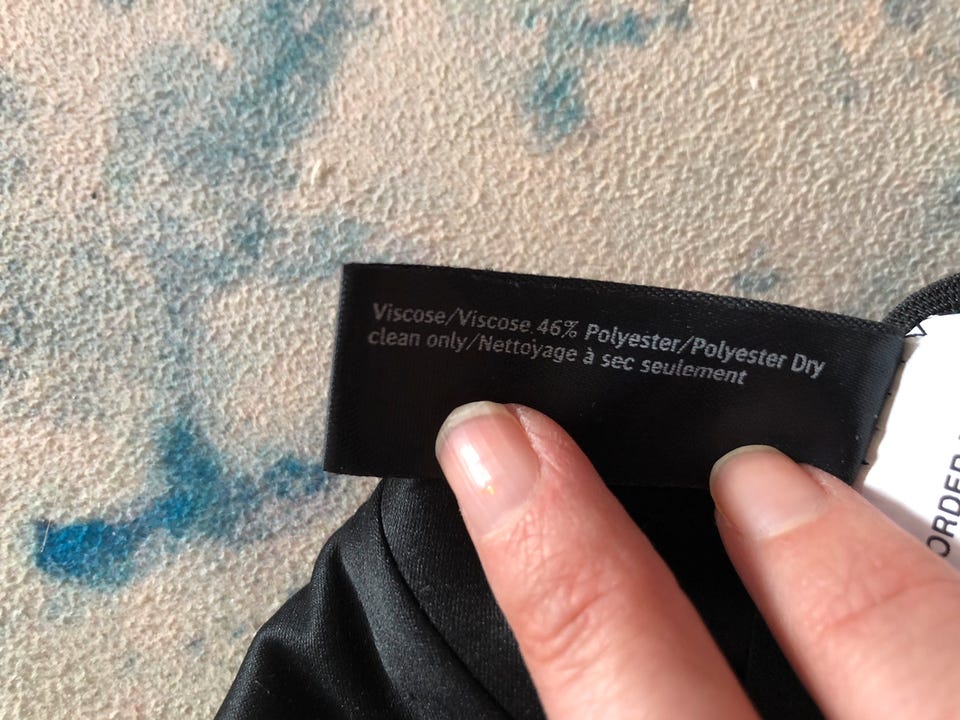 Viscose/Viscose 46% Polyester/Polyester Dry
clean only/Nettoyage à sec seulement